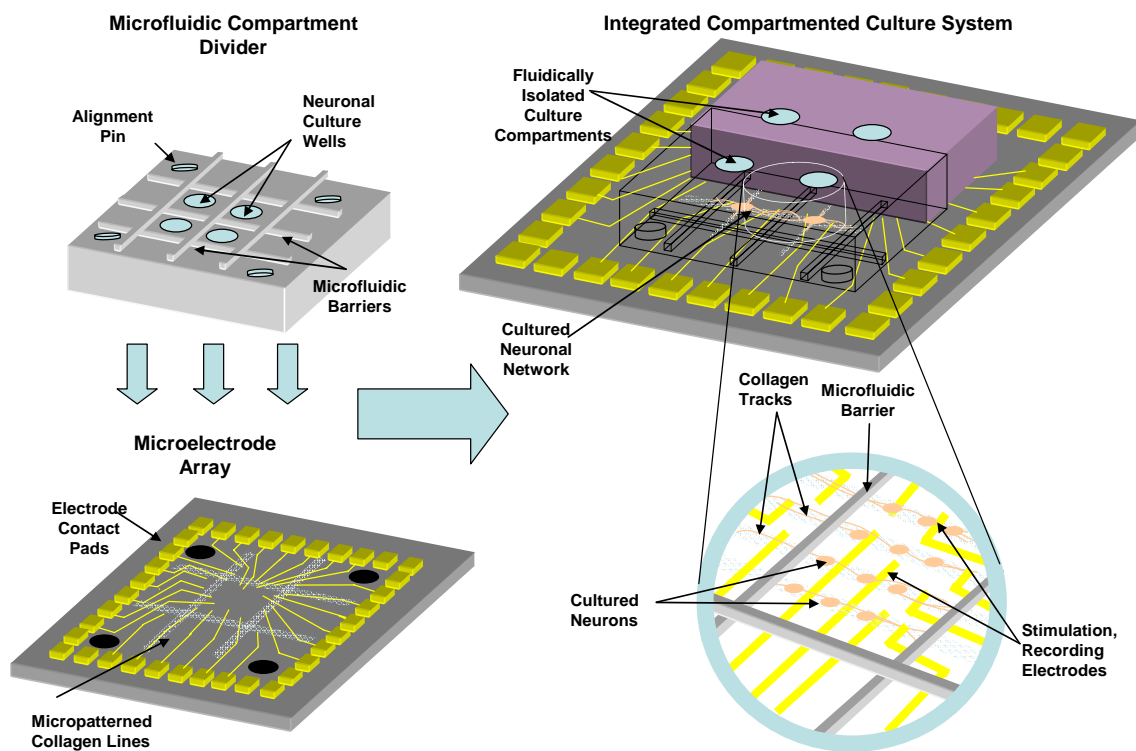 Microfluidic Compartment
Divider
Alignment
Pin
Neuronal
Culture
Wells
Microfluidic
Barriers
Integrated Compartmented Culture System
Fluidically
Isolated
Culture
Compartments
Cultured
Neuronal
Network
Microelectrode
Array
Electrode
Contact
Pads
Micropatterned
Collagen Lines
Collagen
Tracks
Microfluidic
Barrier
Cultured
Neurons
Stimulation,
Recording
Electrodes